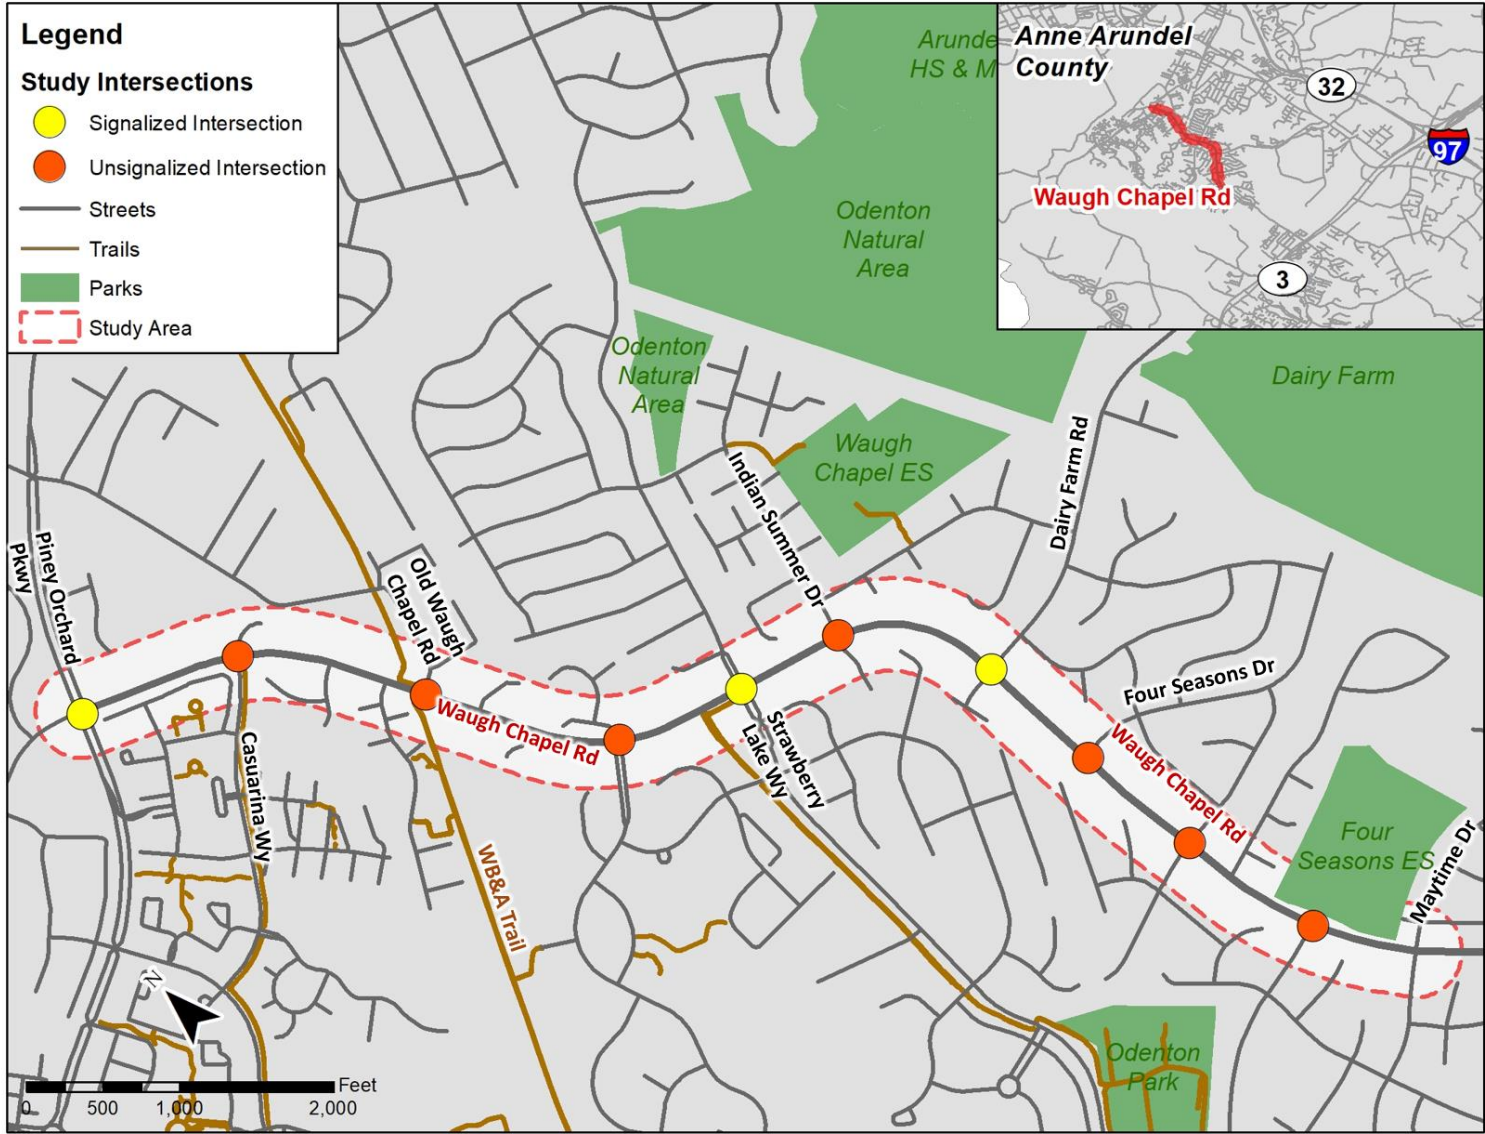 Legend
Study Intersections
Signalized Intersection
Unsignalized Intersection
Streets
Trails
Parks
Study Area
Arunde
HS & M
Anne Arundel
County
32
97
Waugh Chapel Rd
3
Odenton
Natural
Area
Odenton
Natural
Area
Dairy Farm
Waugh
Chapel ES
Indian Summer Dr
Dairy Farm Rd
Piney Orchard
Pkwy
Old Waugh
Chapel Rd
Four Seasons Dr
Waugh Chapel Rd
Strawberry
Lake Wy
Casuarina Wy
Waugh Chapel Rd
Four
Seasons ES
Maytime Dr
WB&A Trail
N
Odenton
Park
Feet
0 500 1,000 2,000